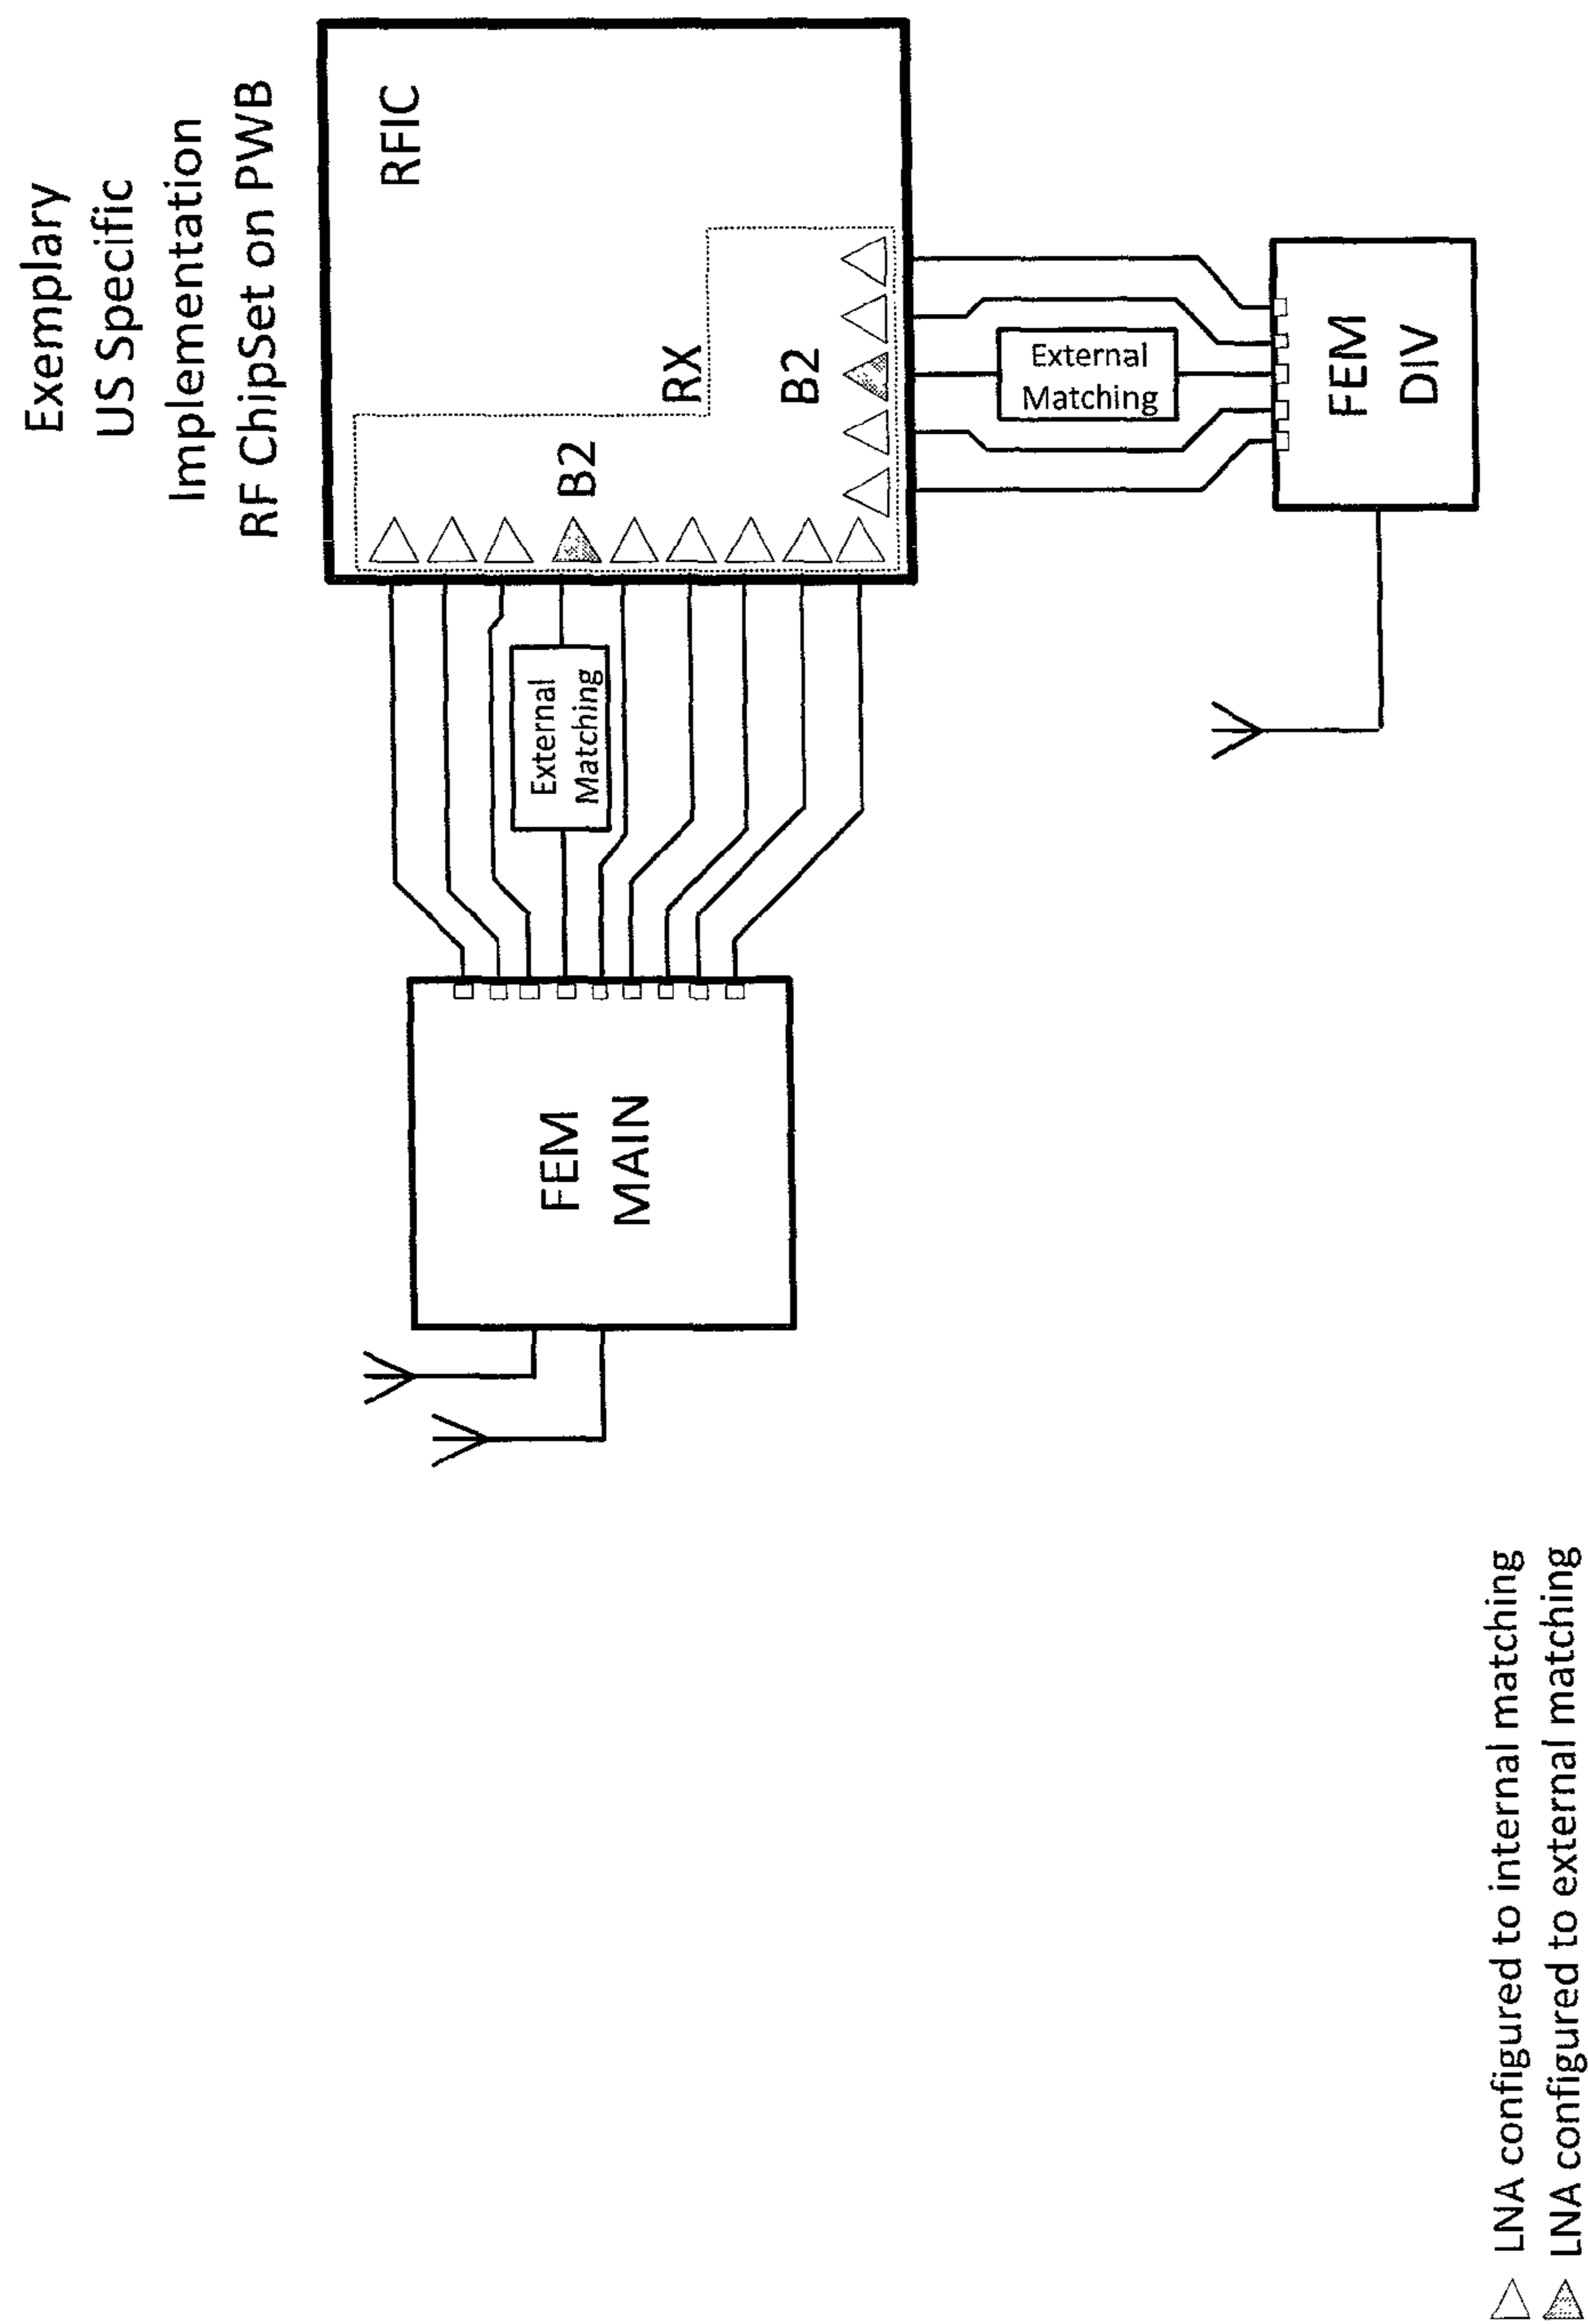 Exemplary
US Specific
Implementation
RF ChipSet on PWB
RFIC
RX
B2
B2
External
Matching
External
Matching
FEM
MAIN
FEM
DIV
LNA configured to internal matching
LNA configured to external matching